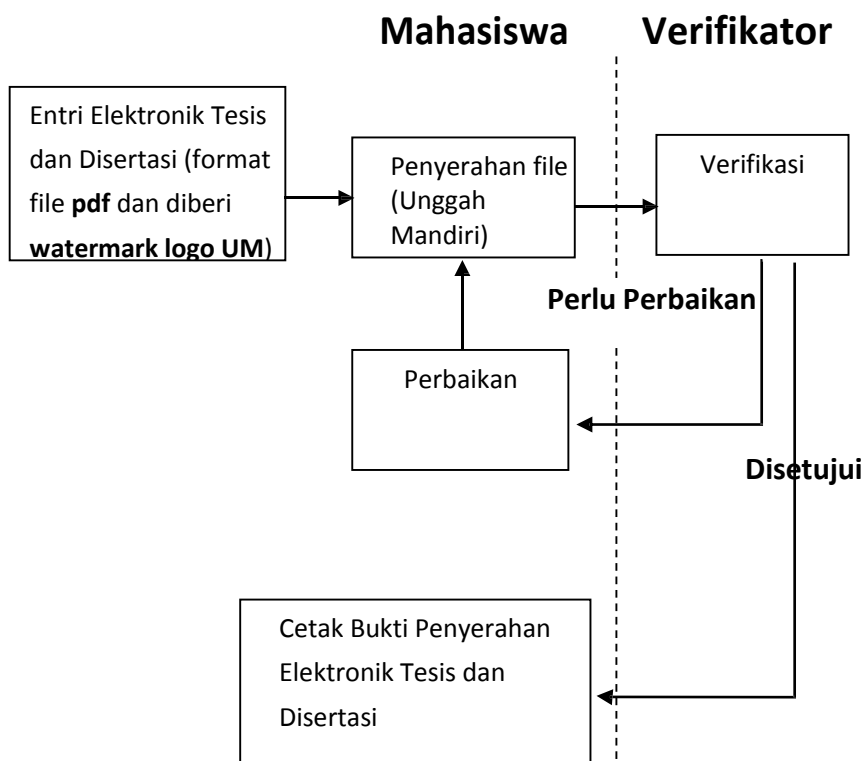 Mahasiswa
Verifikator
Entri Elektronik Tesis
dan Disertasi (format
file pdf dan diberi
watermark logo UM)
Penyerahan file
(Unggah
Mandiri)
Verifikasi
Perlu Perbaikan
Perbaikan
Disetujui
Cetak Bukti Penyerahan
Elektronik Tesis dan
Disertasi